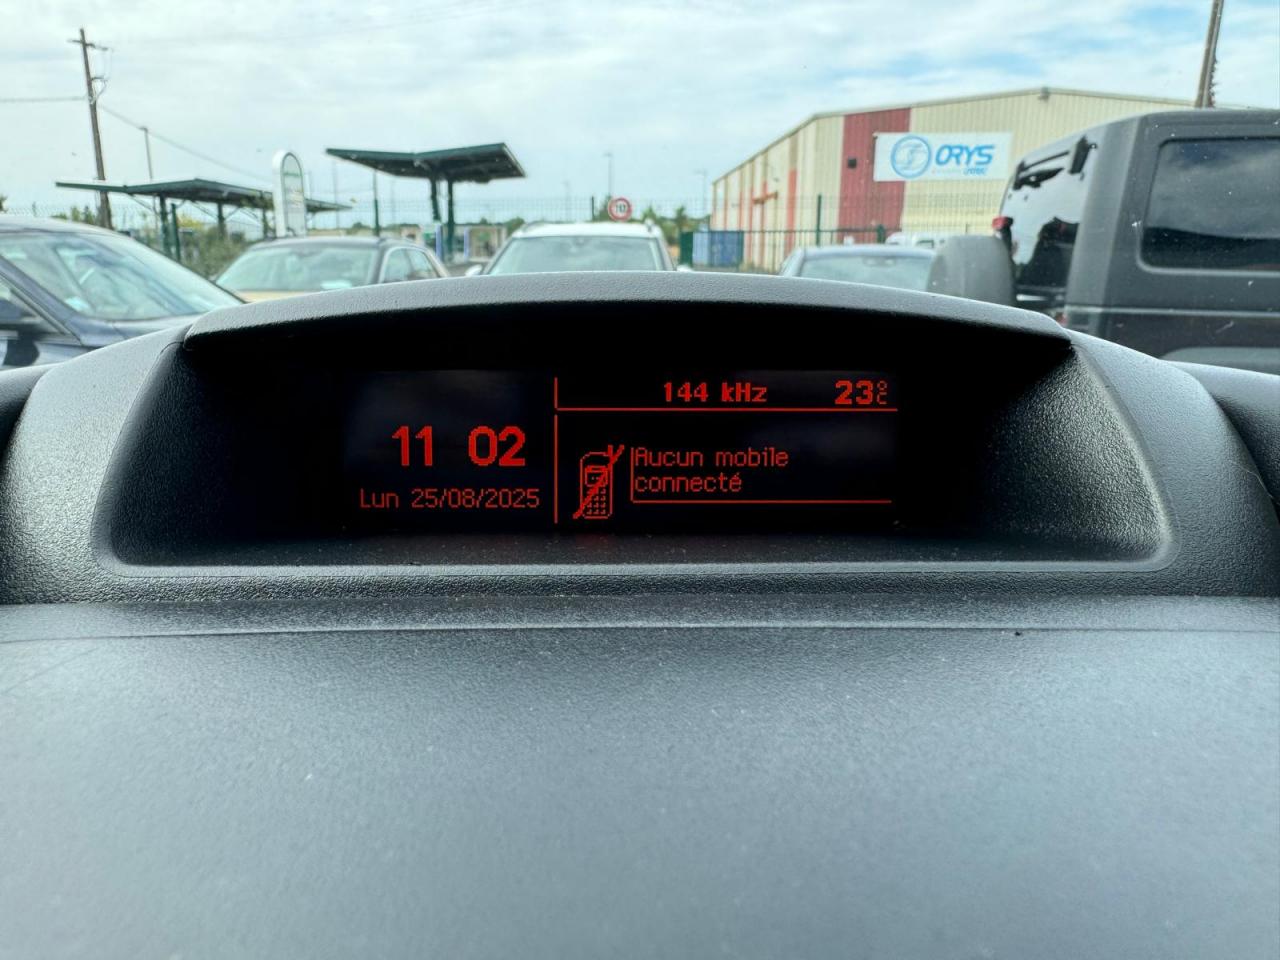 ORYS
144 kHz 23°C
11 02
Lun 25/08/2025
Aucun mobile
connecté